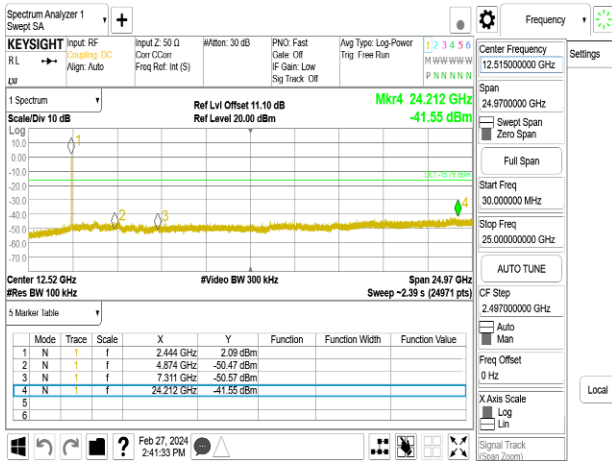 Spectrum Analyzer 1
Swept SA
+
Frequency
KEYSIGHT
RL
Input: RF
Coupling: DC
Align: Auto
Input Z: 50 Ω
Corr CCorr
Freq Ref: Int (S)
#Atten: 30 dB
PNO: Fast
Gate: Off
IF Gain: Low
Sig Track: Off
Avg Type: Log-Power
Trig: Free Run
1 2 3 4 5 6
M WW WW W
P N N N N N
1 Spectrum
Scale/Div 10 dB
Ref Lvl Offset 11.10 dB
Ref Level 20.00 dBm
Mkr4 24.212 GHz
-41.55 dBm
Log
10.0
0.00
-10.0
-20.0
-30.0
-40.0
-50.0
-60.0
-70.0
1
2
3
4
Center 12.52 GHz
#Res BW 100 kHz
#Video BW 300 kHz
Span 24.97 GHz
Sweep ~2.39 s (24971 pts)
5 Marker Table
Mode Trace Scale X Y Function Function Width Function Value
1 N 1 f 2.444 GHz 2.09 dBm
2 N 1 f 4.874 GHz -50.47 dBm
3 N 1 f 7.311 GHz -50.57 dBm
4 N 1 f 24.212 GHz -41.55 dBm
5
6
Feb 27, 2024
2:41:33 PM
?
Center Frequency
12.515000000 GHz
Span
24.9700000 GHz
Swept Span
Zero Span
Full Span
Start Freq
30.000000 MHz
Stop Freq
25.000000000 GHz
AUTO TUNE
CF Step
2.497000000 GHz
Auto
Man
Freq Offset
0 Hz
X Axis Scale
Log
Lin
Signal Track
(Span Zoom)
Settings
Local